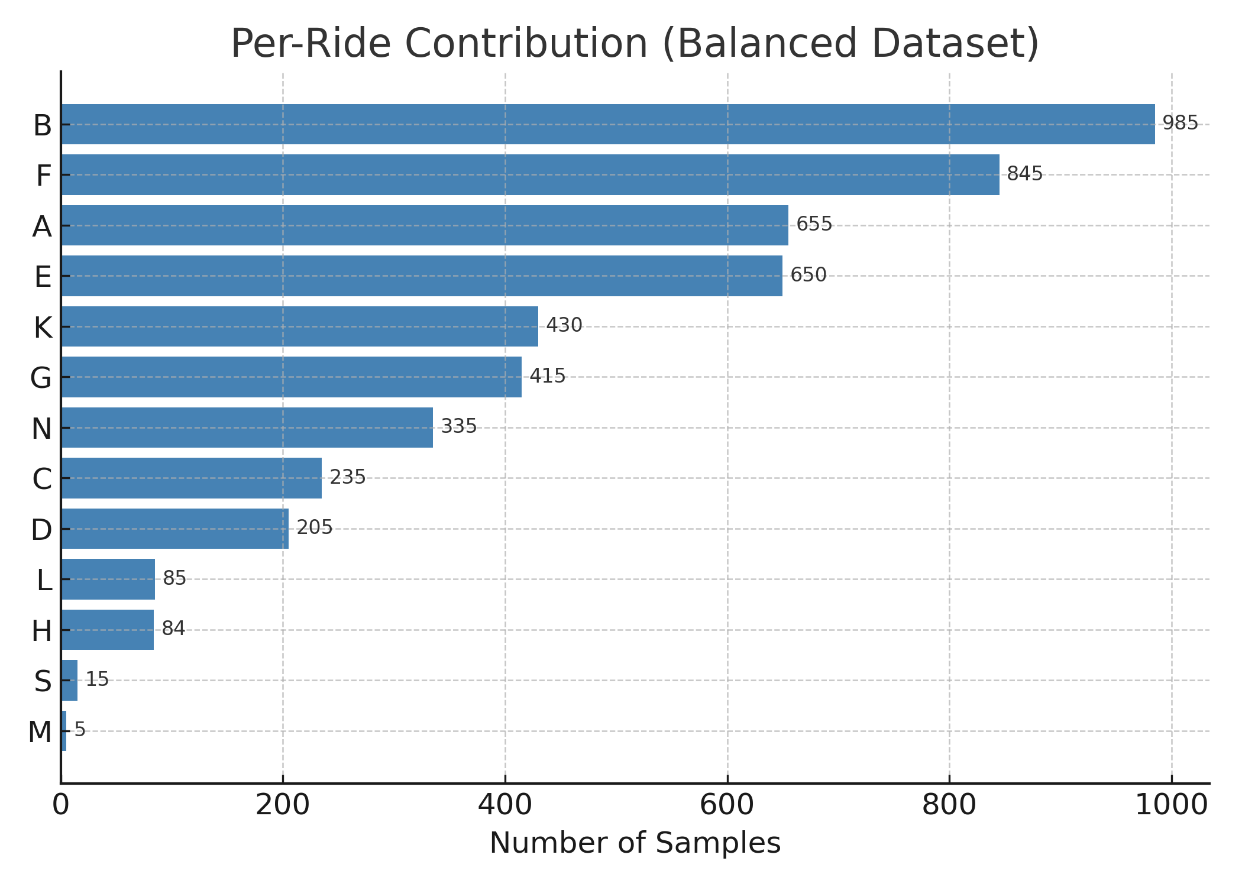 Per-Ride Contribution (Balanced Dataset)
B 985
F 845
A 655
E 650
K 430
G 415
N 335
C 235
D 205
L 85
H 84
S 15
M 5
0 200 400 600 800 1000
Number of Samples